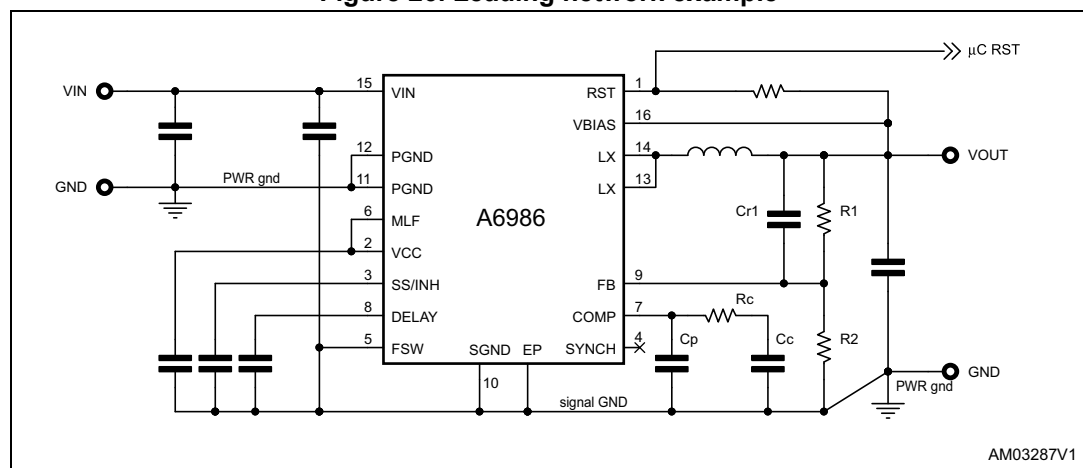 Figure 20. Leading network example
μC RST
15
1
VIN
VIN
RST
16
VBIAS
12
14
PGND
LX
VOUT
GND
PWR gnd
11
13
PGND
LX
6
MLF
A6986
Cr1
R1
2
VCC
3
9
SS/INH
FB
8
7
Rc
DELAY
COMP
5
4
Cp
Cc
R2
FSW
SGND
EP
SYNCH
10
GND
PWR gnd
signal GND
AM03287V1